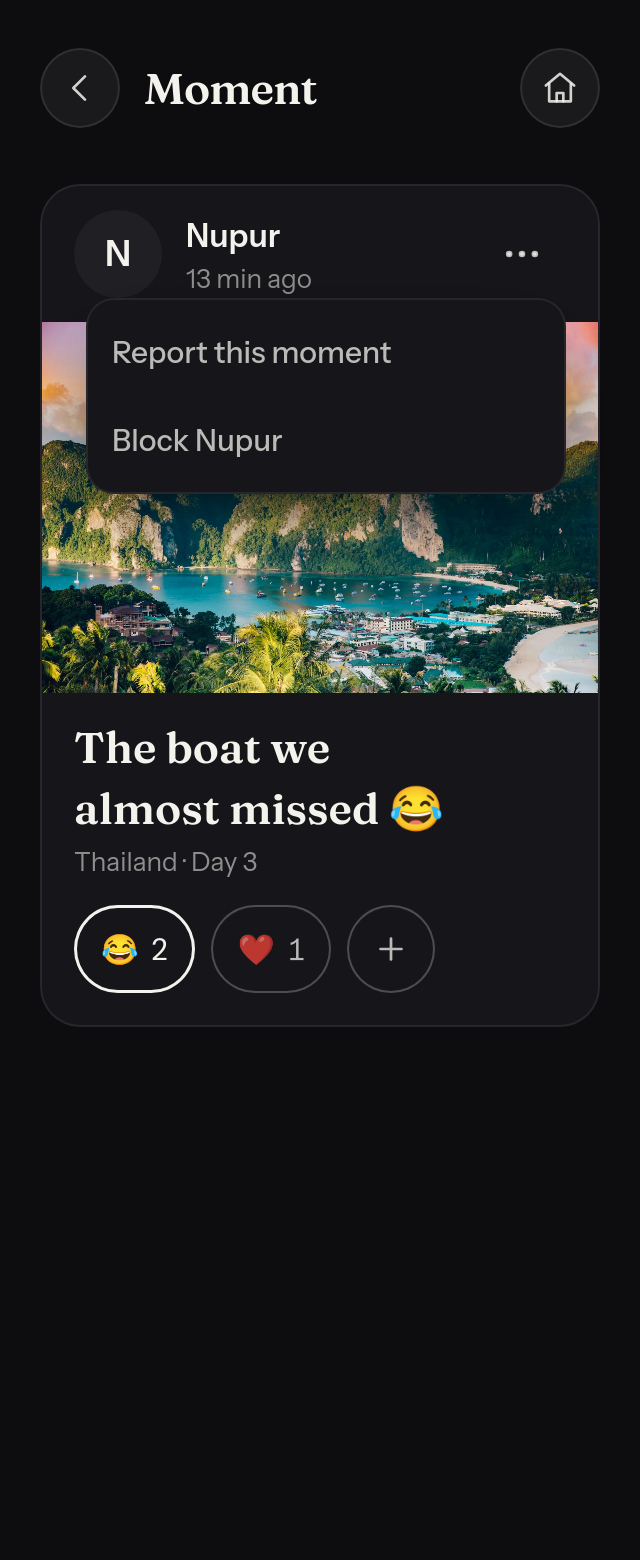 Moment
N
Nupur
13 min ago
Report this moment
Block Nupur
The boat we
almost missed 😂
Thailand · Day 3
😂 2
❤️ 1